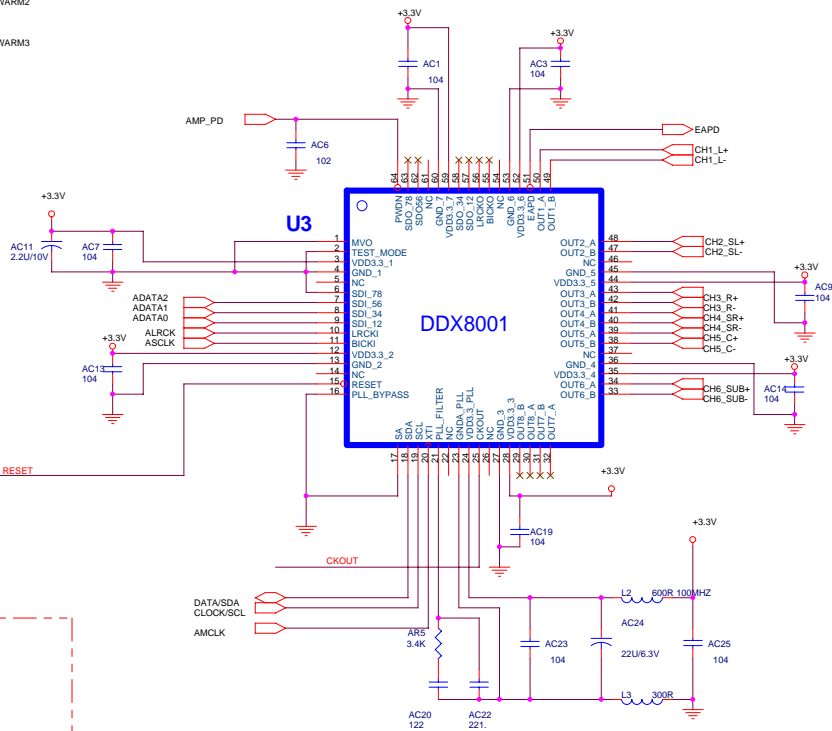 WARM2
WARM3
+3.3V
AC1
104
+3.3V
AC3
104
AMP_PD
AC6
102
EAPD
CH1_L+
CH1_L-
64
63
62
61
60
59
58
57
56
55
54
53
52
51
50
49
PWDN
SDO_78
SDO56
NC
GND_7
VDD3.3_7
SDO_34
SDO_12
LRCKO
BICKO
NC
GND_6
VDD3.3_6
EAPD
OUT1_A
OUT1_B
U3
DDX8001
+3.3V
AC11
2.2U/10V
AC7
104
1 MVO
2 TEST_MODE
3 VDD3.3_1
4 GND_1
5 NC
6 SDI_78
ADATA2 7 SDI_56
ADATA1 8 SDI_34
ADATA0 9 SDI_12
ALRCK 10 LRCKI
ASCLK 11 BICKI
12 VDD3.3_2
13 GND_2
14 NC
15 RESET
16 PLL_BYPASS
+3.3V
AC13
104
OUT2_A 48 CH2_SL+
OUT2_B 47 CH2_SL-
NC 46
GND_5 45
VDD3.3_5 44
OUT3_A 43 CH3_R+
OUT3_B 42 CH3_R-
OUT4_A 41 CH4_SR+
OUT4_B 40 CH4_SR-
OUT5_A 39 CH5_C+
OUT5_B 38 CH5_C-
NC 37
GND_4 36
VDD3.3_4 35
OUT6_A 34 CH6_SUB+
OUT6_B 33 CH6_SUB-
+3.3V
AC9
104
+3.3V
AC14
104
SA
SDA
SCL
XTI
PLL_FILTER
NC
GNDA_PLL
VDD3.3_PLL
CKOUT
NC
GND_3
VDD3.3_3
OUT8_B
OUT8_A
OUT7_B
OUT7_A
17
18
19
20
21
22
23
24
25
26
27
28
29
30
31
32
RESET
+3.3V
AC19
104
CKOUT
+3.3V
DATA/SDA
CLOCK/SCL
AMCLK
L2 600R 100MHZ
AR5
3.4K
AC23
104
AC24
22U/6.3V
AC25
104
L3 300R
AC20
122
AC22
221.